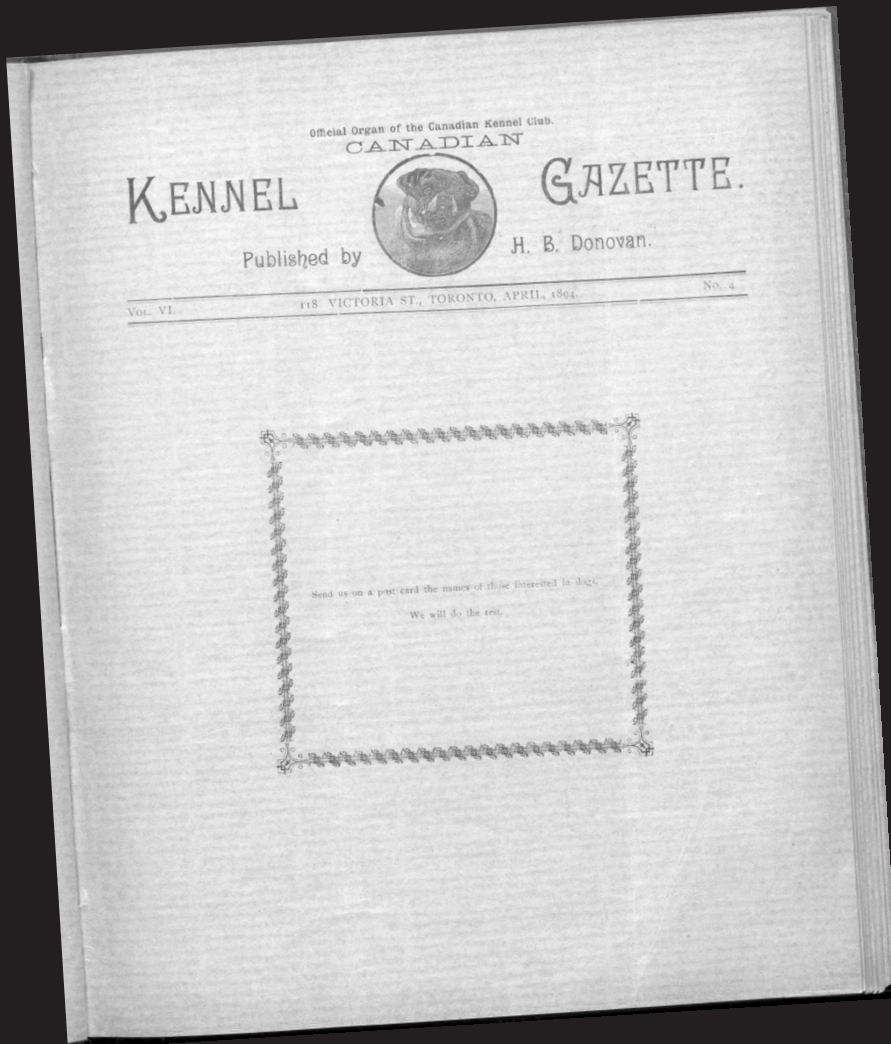 Official Organ of the Canadian Kennel Club.
CANADIAN
KENNEL GAZETTE.
Published by H. B. Donovan.
VOL. VI. 118 VICTORIA ST., TORONTO, APRIL, 1894. No. 4.
Send us on a post card the names of those interested in dogs.
We will do the rest.